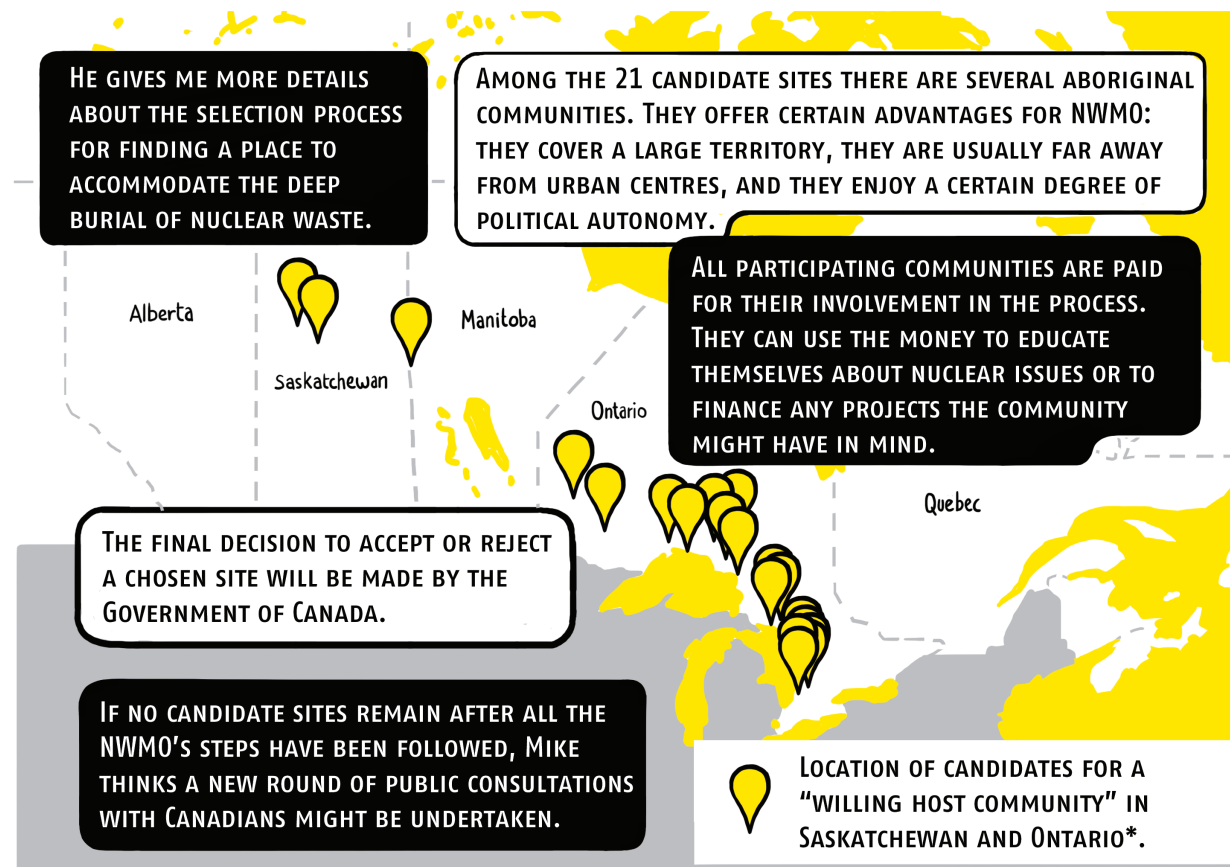 He gives me more details
about the selection process
for finding a place to
accommodate the deep
burial of nuclear waste.
Among the 21 candidate sites there are several aboriginal
communities. They offer certain advantages for NWMO:
they cover a large territory, they are usually far away
from urban centres, and they enjoy a certain degree of
political autonomy.
All participating communities are paid
for their involvement in the process.
They can use the money to educate
themselves about nuclear issues or to
finance any projects the community
might have in mind.
Alberta
Saskatchewan
Manitoba
Ontario
Quebec
The final decision to accept or reject
a chosen site will be made by the
Government of Canada.
If no candidate sites remain after all the
NWMO's steps have been followed, Mike
thinks a new round of public consultations
with Canadians might be undertaken.
Location of candidates for a
“willing host community” in
Saskatchewan and Ontario*.